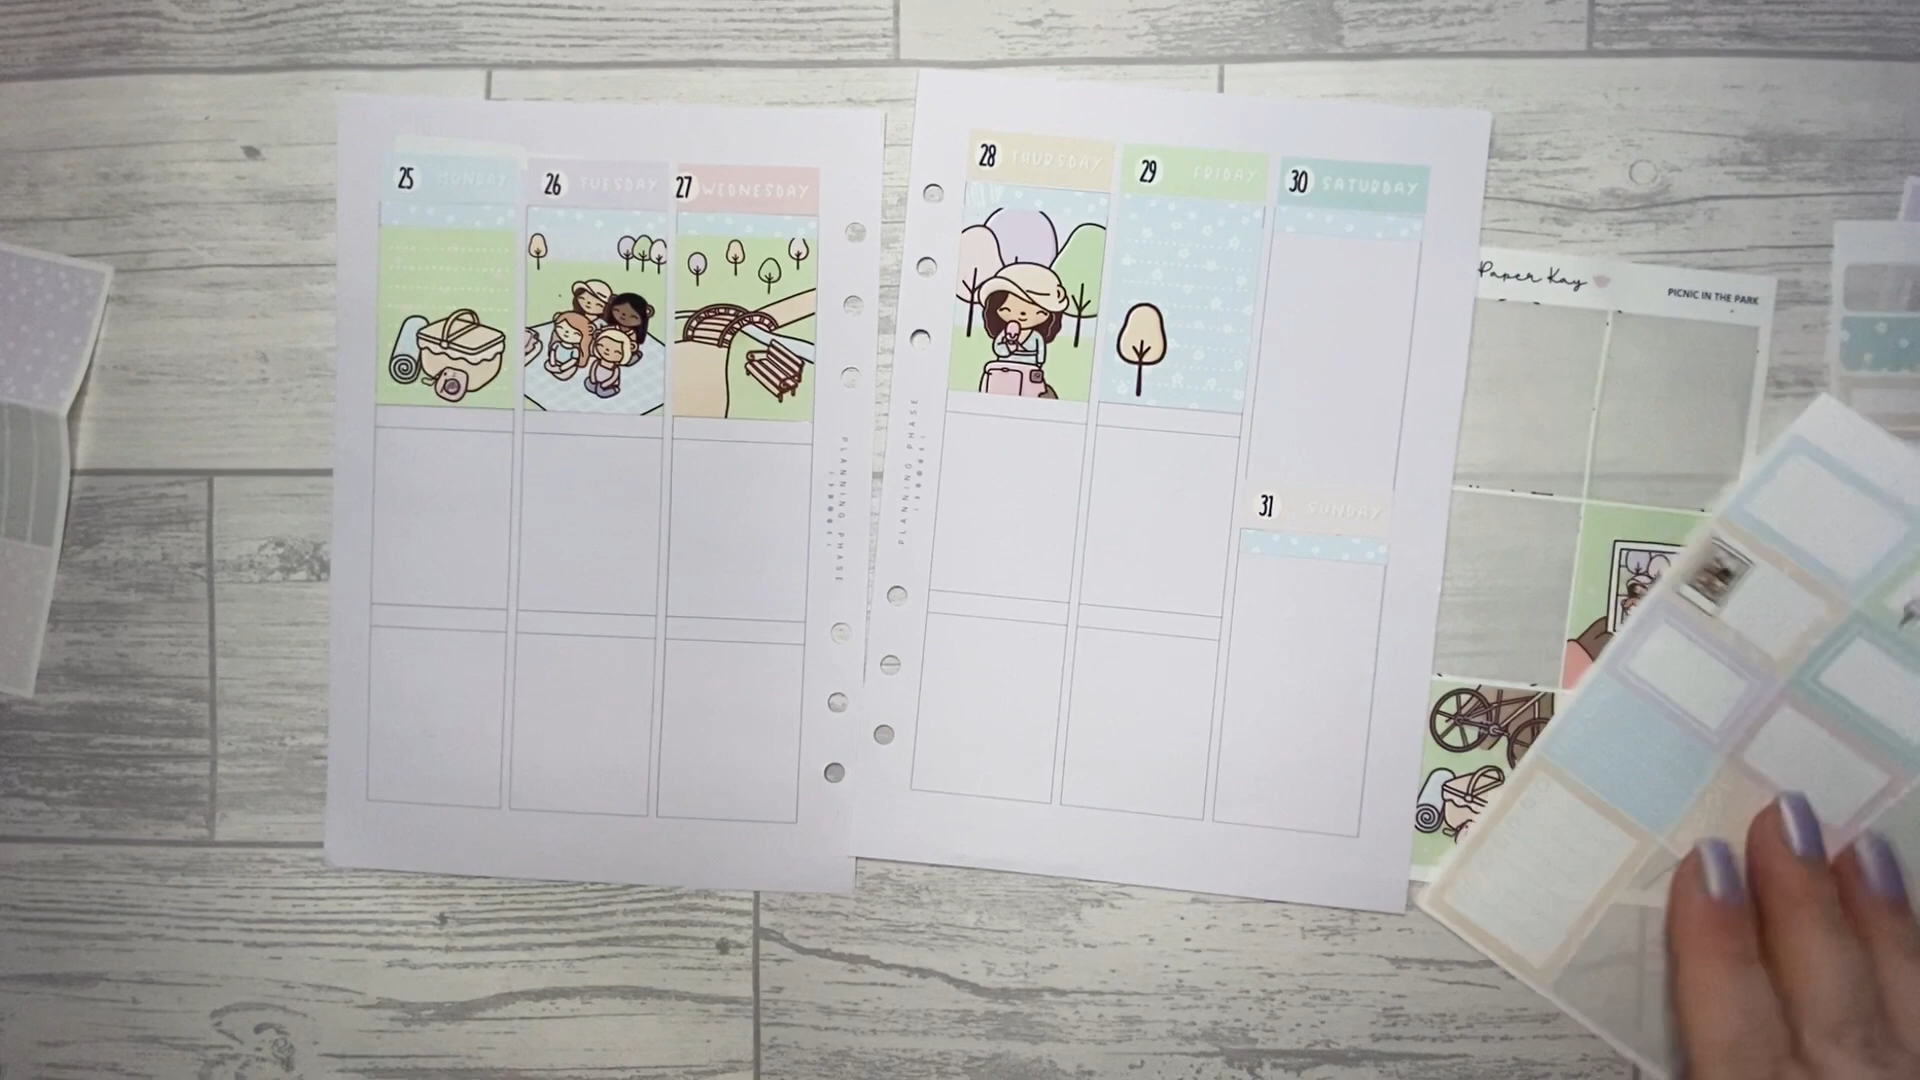 25 MONDAY
26 TUESDAY
27 WEDNESDAY
28 THURSDAY
29 FRIDAY
30 SATURDAY
31 SUNDAY
PLANNING PHASE
PLANNING PHASE
Paper Kay
PICNIC IN THE PARK